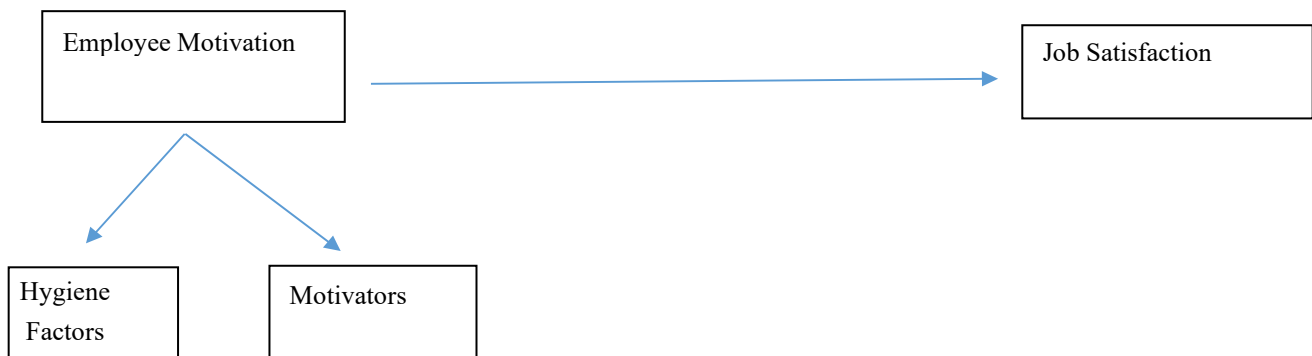 Employee Motivation
Job Satisfaction
Hygiene
Factors
Motivators